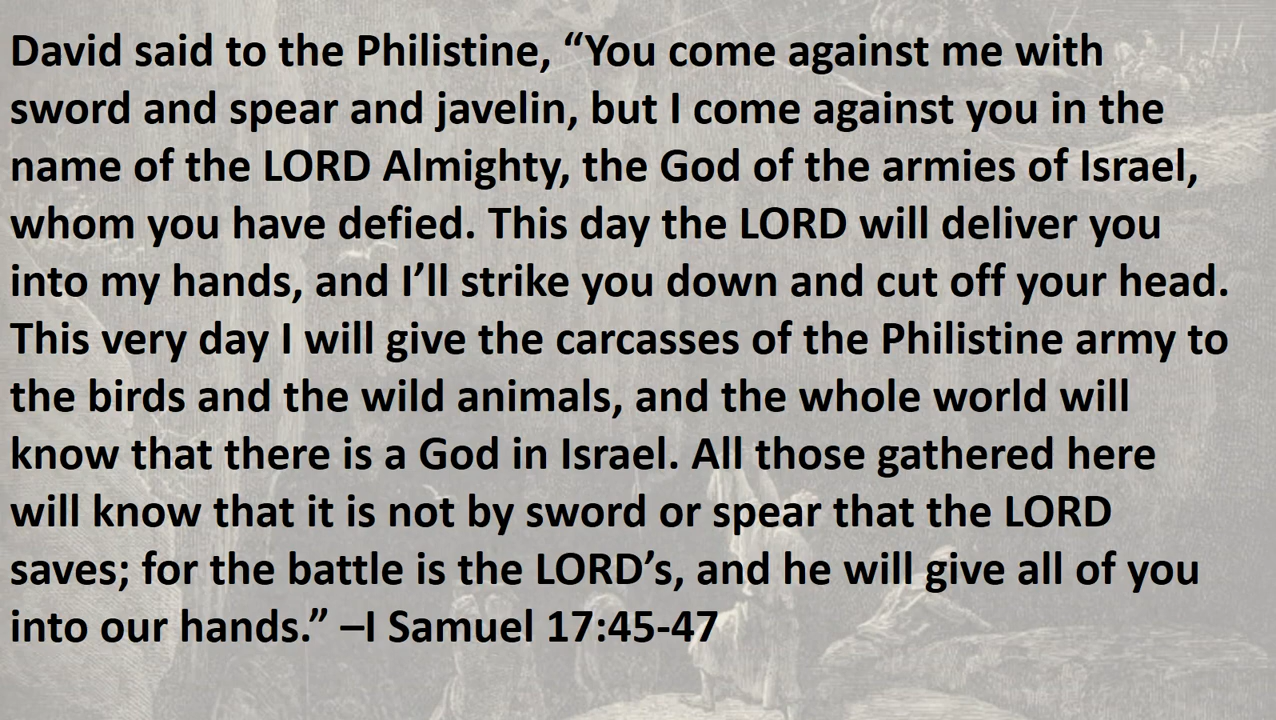 David said to the Philistine, “You come against me with
sword and spear and javelin, but I come against you in the
name of the LORD Almighty, the God of the armies of Israel,
whom you have defied. This day the LORD will deliver you
into my hands, and I’ll strike you down and cut off your head.
This very day I will give the carcasses of the Philistine army to
the birds and the wild animals, and the whole world will
know that there is a God in Israel. All those gathered here
will know that it is not by sword or spear that the LORD
saves; for the battle is the LORD’s, and he will give all of you
into our hands.” –I Samuel 17:45-47